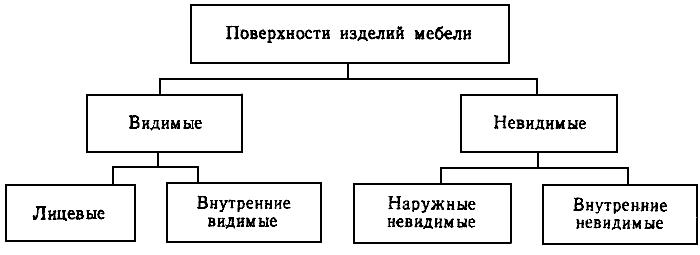 Поверхности изделий мебели
Видимые
Невидимые
Лицевые
Внутренние
видимые
Наружные
невидимые
Внутренние
невидимые